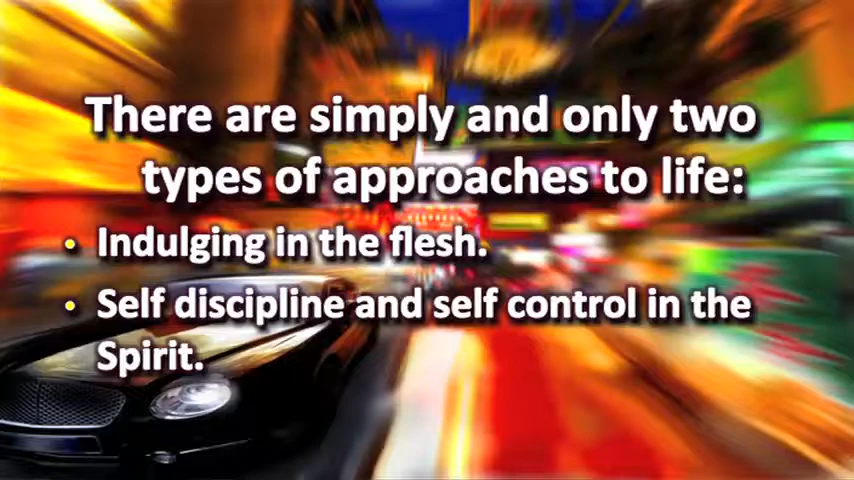 There are simply and only two
types of approaches to life:
• Indulging in the flesh.
• Self discipline and self control in the
Spirit.